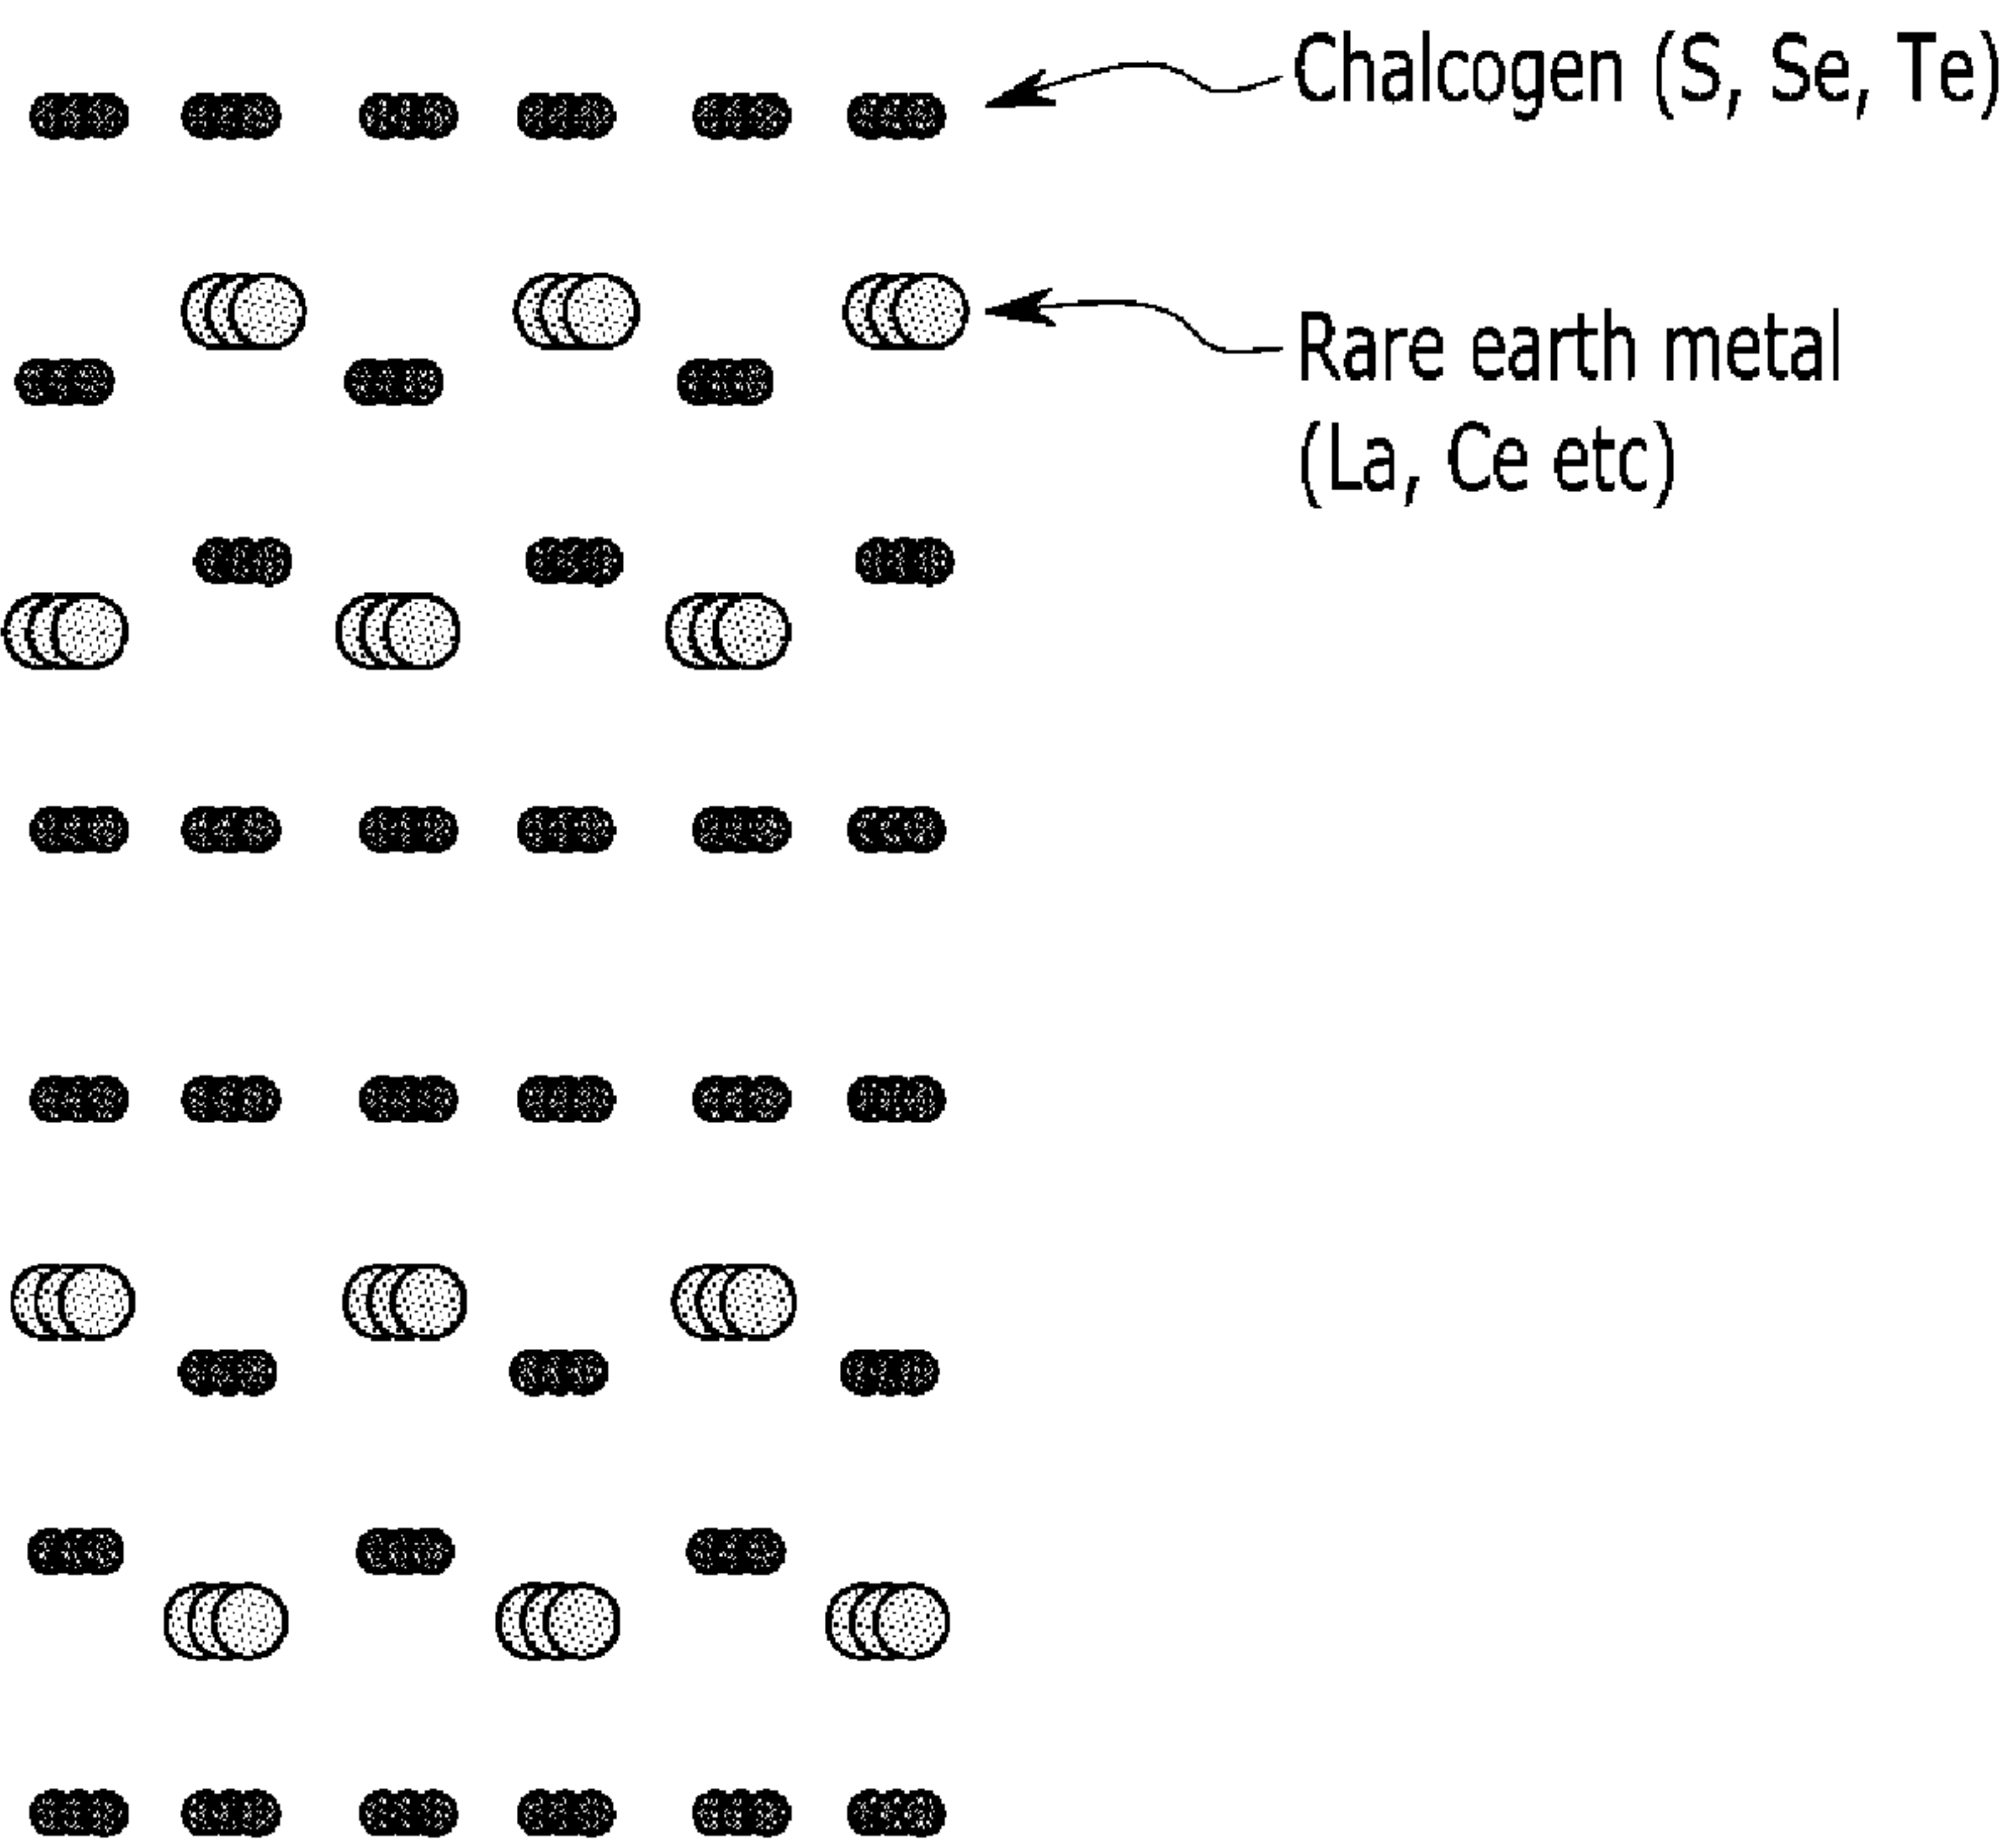 Chalcogen (S, Se, Te)
Rare earth metal
(La, Ce etc)